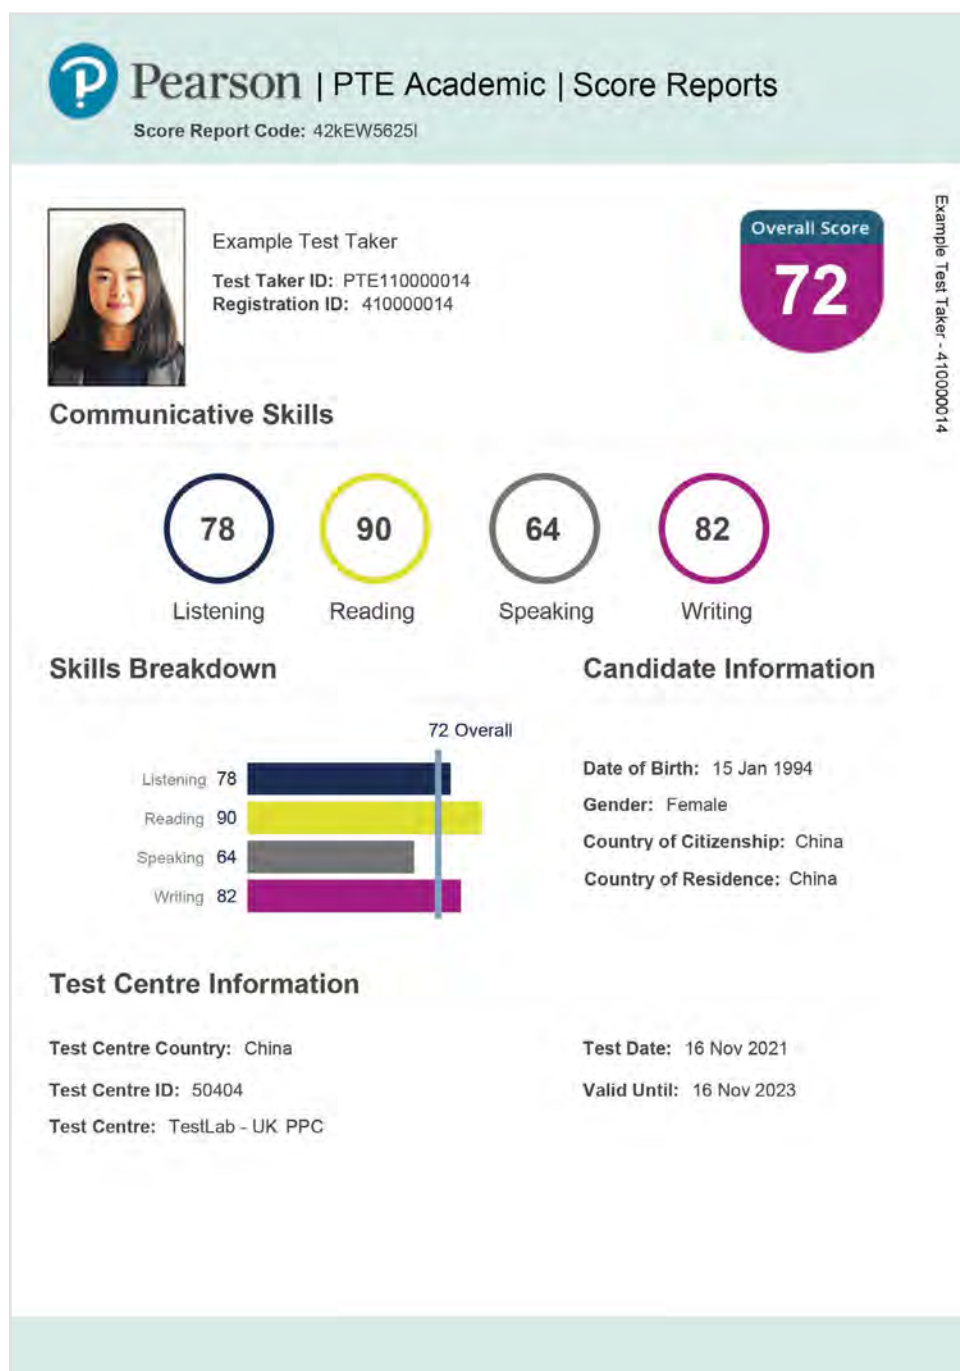 Pearson | PTE Academic | Score Reports
Score Report Code: 42kEW5625I
Example Test Taker
Test Taker ID: PTE110000014
Registration ID: 410000014
Overall Score
72
Example Test Taker - 410000014
Communicative Skills
78 90 64 82
Listening Reading Speaking Writing
Skills Breakdown
72 Overall
Listening 78
Reading 90
Speaking 64
Writing 82
Candidate Information
Date of Birth: 15 Jan 1994
Gender: Female
Country of Citizenship: China
Country of Residence: China
Test Centre Information
Test Centre Country: China
Test Centre ID: 50404
Test Centre: TestLab - UK PPC
Test Date: 16 Nov 2021
Valid Until: 16 Nov 2023